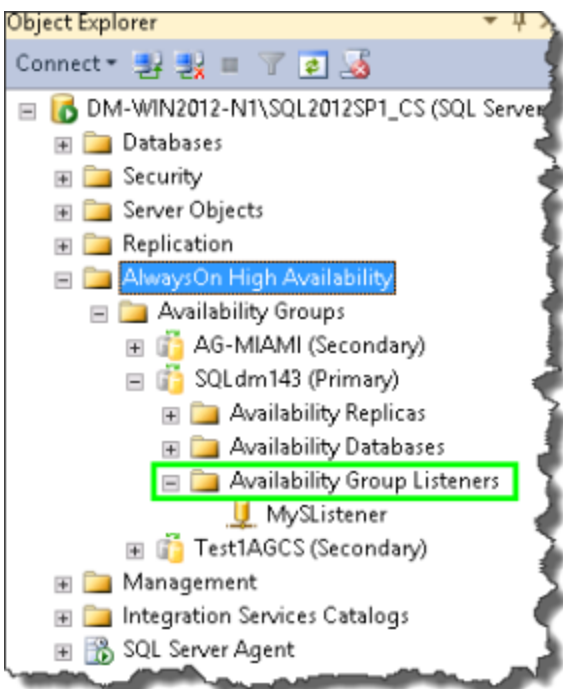 Object Explorer
Connect
DM-WIN2012-N1\SQL2012SP1_CS (SQL Server
Databases
Security
Server Objects
Replication
AlwaysOn High Availability
Availability Groups
AG-MIAMI (Secondary)
SQLdm143 (Primary)
Availability Replicas
Availability Databases
Availability Group Listeners
MySListener
Test1AGCS (Secondary)
Management
Integration Services Catalogs
SQL Server Agent